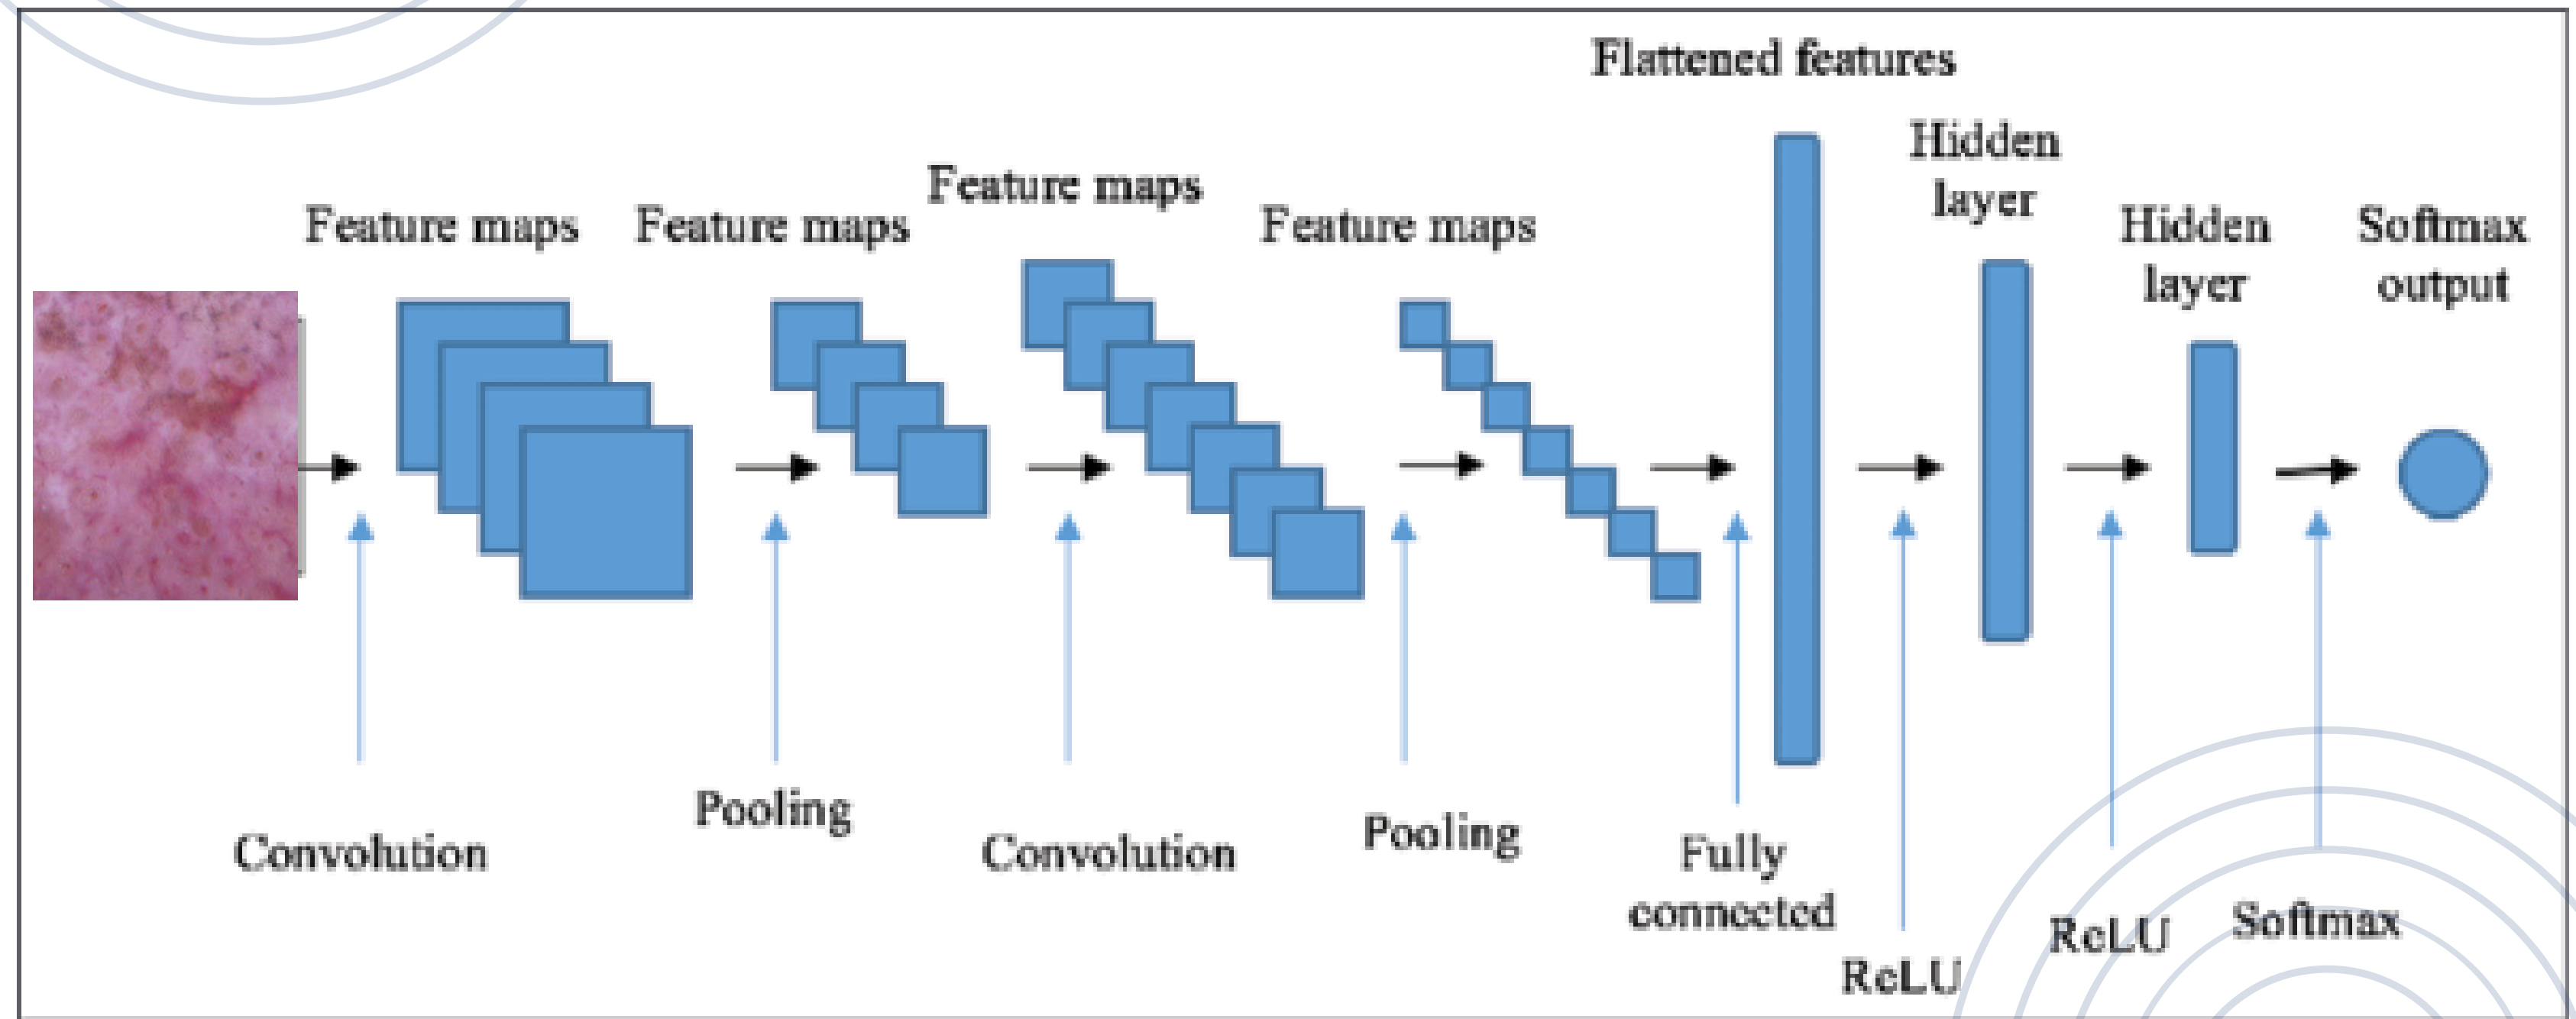 Flattened features
Hidden
layer
Feature maps
Feature maps
Feature maps
Feature maps
Hidden
layer
Softmax
output
Convolution
Pooling
Convolution
Pooling
Fully
connected
ReLU
ReLU
Softmax